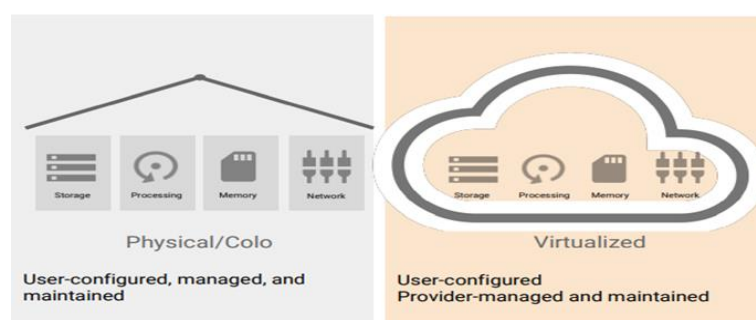 Storage
Processing
Memory
Network
Physical/Colo
User-configured, managed, and
maintained
Storage
Processing
Memory
Network
Virtualized
User-configured
Provider-managed and maintained